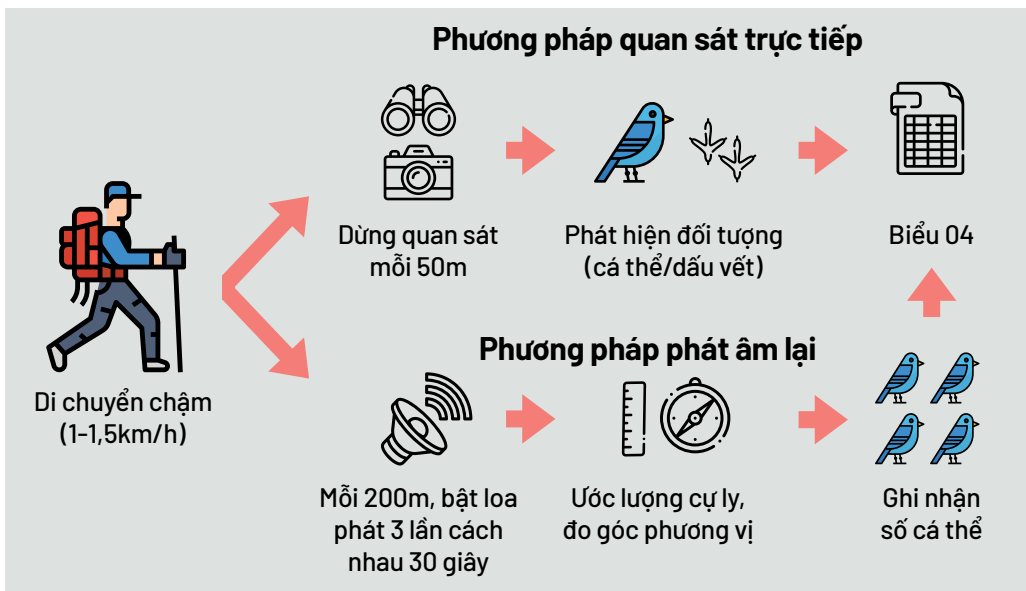 Phương pháp quan sát trực tiếp
Dừng quan sát
mỗi 50m
Phát hiện đối tượng
(cá thể/dấu vết)
Biểu 04
Di chuyển chậm
(1-1,5km/h)
Phương pháp phát âm lại
Mỗi 200m, bật loa
phát 3 lần cách
nhau 30 giây
Ước lượng cự ly,
đo góc phương vị
Ghi nhận
số cá thể